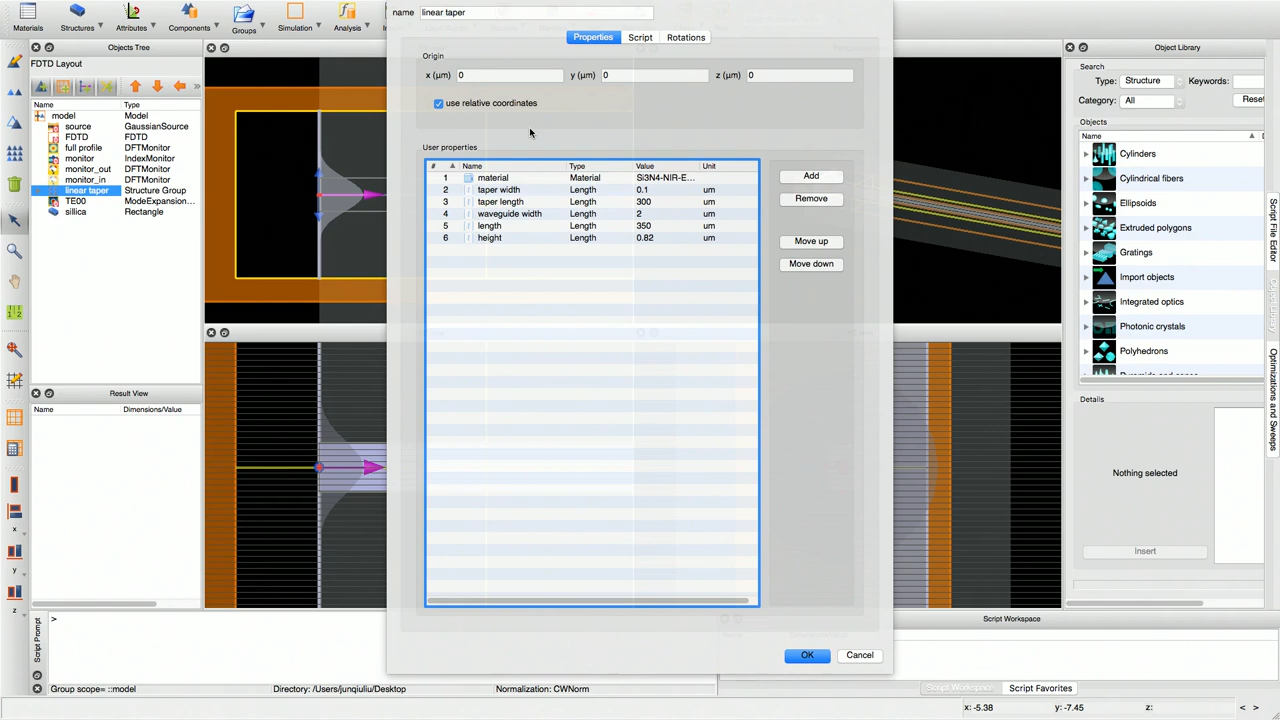 name linear taper
Materials Structures Attributes Components Groups Simulation Analysis
Properties Script Rotations
Objects Tree
FDTD Layout
Name Type
model Model
source GaussianSource
FDTD FDTD
full profile DFTMonitor
monitor IndexMonitor
monitor_out DFTMonitor
monitor_in DFTMonitor
linear taper Structure Group
TE00 ModeExpansion...
sillica Rectangle
Result View
Name Dimensions/Value
Origin
x (µm) 0 y (µm) 0 z (µm) 0
use relative coordinates
User properties
# Name Type Value Unit
1 material Material Si3N4-NIR-E...
2 taper width Length 0.1 um
3 taper length Length 300 um
4 waveguide width Length 2 um
5 length Length 350 um
6 height Length 0.82 um
Add
Remove
Move up
Move down
OK Cancel
Object Library
Search
Type: Structure Keywords:
Category: All Reset
Objects
Name D
Cylinders
Cylindrical fibers
Ellipsoids
Extruded polygons
Gratings
Import objects
Integrated optics
Photonic crystals
Polyhedrons
Details
Nothing selected
Insert
Script File Editor
Object Library
Optimizations and Sweeps
x
y
z
Script Prompt
>
Script Workspace
Group scope= ::model Directory: /Users/junqiuliu/Desktop Normalization: CWNorm
Script Workspace Script Favorites
x: -5.38 y: -7.45 z: < >